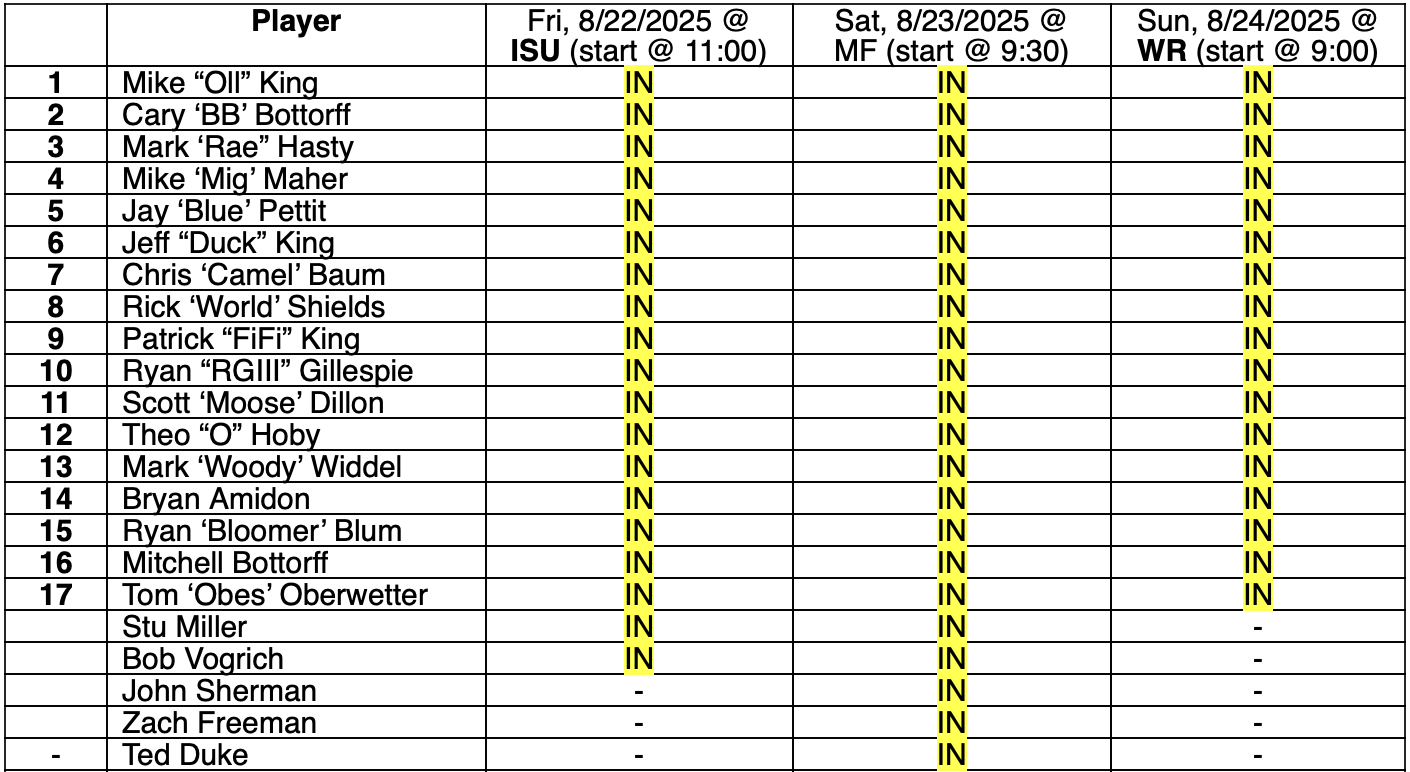 Player Fri, 8/22/2025 @ Sat, 8/23/2025 @ Sun, 8/24/2025 @
ISU (start @ 11:00) MF (start @ 9:30) WR (start @ 9:00)
1 Mike “Oll” King IN IN IN
2 Cary ‘BB’ Bottorff IN IN IN
3 Mark ‘Rae” Hasty IN IN IN
4 Mike ‘Mig’ Maher IN IN IN
5 Jay ‘Blue’ Pettit IN IN IN
6 Jeff “Duck” King IN IN IN
7 Chris ‘Camel’ Baum IN IN IN
8 Rick ‘World’ Shields IN IN IN
9 Patrick “FiFi” King IN IN IN
10 Ryan “RGIII” Gillespie IN IN IN
11 Scott ‘Moose’ Dillon IN IN IN
12 Theo “O” Hoby IN IN IN
13 Mark ‘Woody’ Widdel IN IN IN
14 Bryan Amidon IN IN IN
15 Ryan ‘Bloomer’ Blum IN IN IN
16 Mitchell Bottorff IN IN IN
17 Tom ‘Obes’ Oberwetter IN IN IN
Stu Miller IN IN -
Bob Vogrich IN IN -
John Sherman - IN -
Zach Freeman - IN -
- Ted Duke - IN -